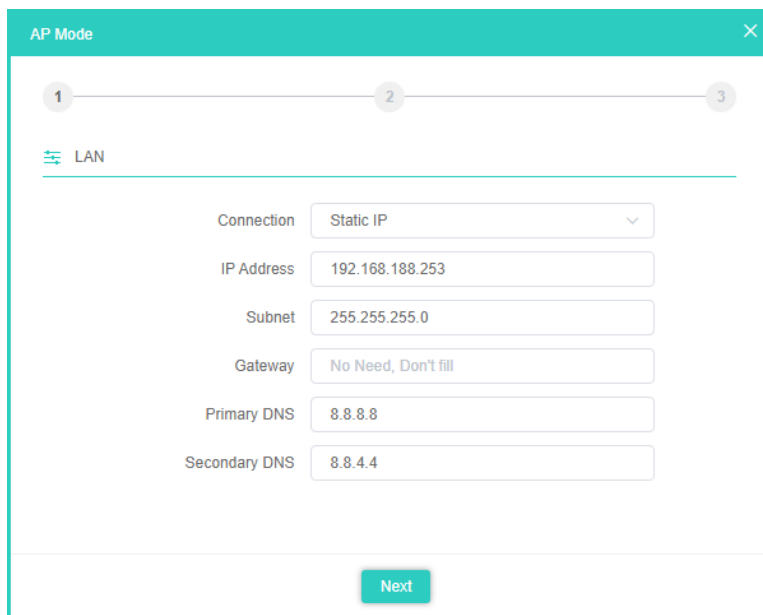 AP Mode
1 2 3
LAN
Connection Static IP
IP Address 192.168.188.253
Subnet 255.255.255.0
Gateway No Need, Don't fill
Primary DNS 8.8.8.8
Secondary DNS 8.8.4.4
Next